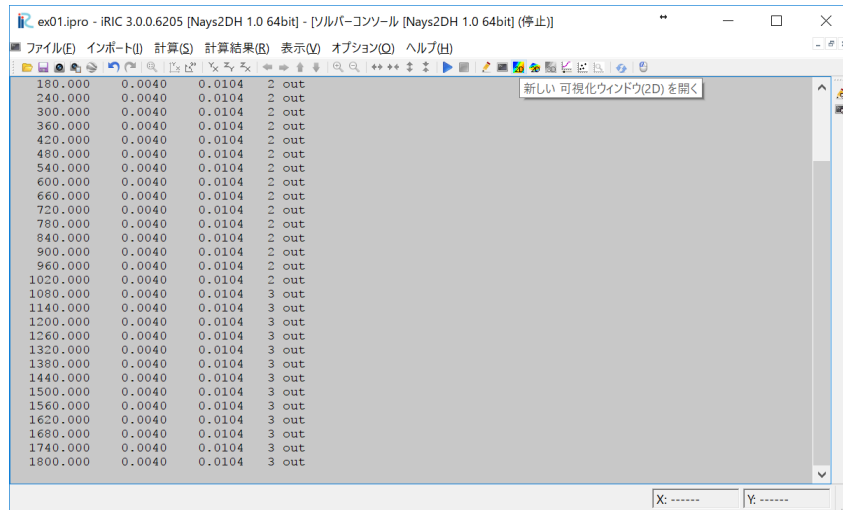 ex01.ipro - iRIC 3.0.0.6205 [Nays2DH 1.0 64bit] - [ソルバーコンソール [Nays2DH 1.0 64bit] (停止)]
ファイル(F) インポート(I) 計算(S) 計算結果(R) 表示(V) オプション(O) ヘルプ(H)
新しい 可視化ウィンドウ(2D) を開く
180.000 0.0040 0.0104 2 out
240.000 0.0040 0.0104 2 out
300.000 0.0040 0.0104 2 out
360.000 0.0040 0.0104 2 out
420.000 0.0040 0.0104 2 out
480.000 0.0040 0.0104 2 out
540.000 0.0040 0.0104 2 out
600.000 0.0040 0.0104 2 out
660.000 0.0040 0.0104 2 out
720.000 0.0040 0.0104 2 out
780.000 0.0040 0.0104 2 out
840.000 0.0040 0.0104 2 out
900.000 0.0040 0.0104 2 out
960.000 0.0040 0.0104 2 out
1020.000 0.0040 0.0104 2 out
1080.000 0.0040 0.0104 3 out
1140.000 0.0040 0.0104 3 out
1200.000 0.0040 0.0104 3 out
1260.000 0.0040 0.0104 3 out
1320.000 0.0040 0.0104 3 out
1380.000 0.0040 0.0104 3 out
1440.000 0.0040 0.0104 3 out
1500.000 0.0040 0.0104 3 out
1560.000 0.0040 0.0104 3 out
1620.000 0.0040 0.0104 3 out
1680.000 0.0040 0.0104 3 out
1740.000 0.0040 0.0104 3 out
1800.000 0.0040 0.0104 3 out
X: ------ Y: ------